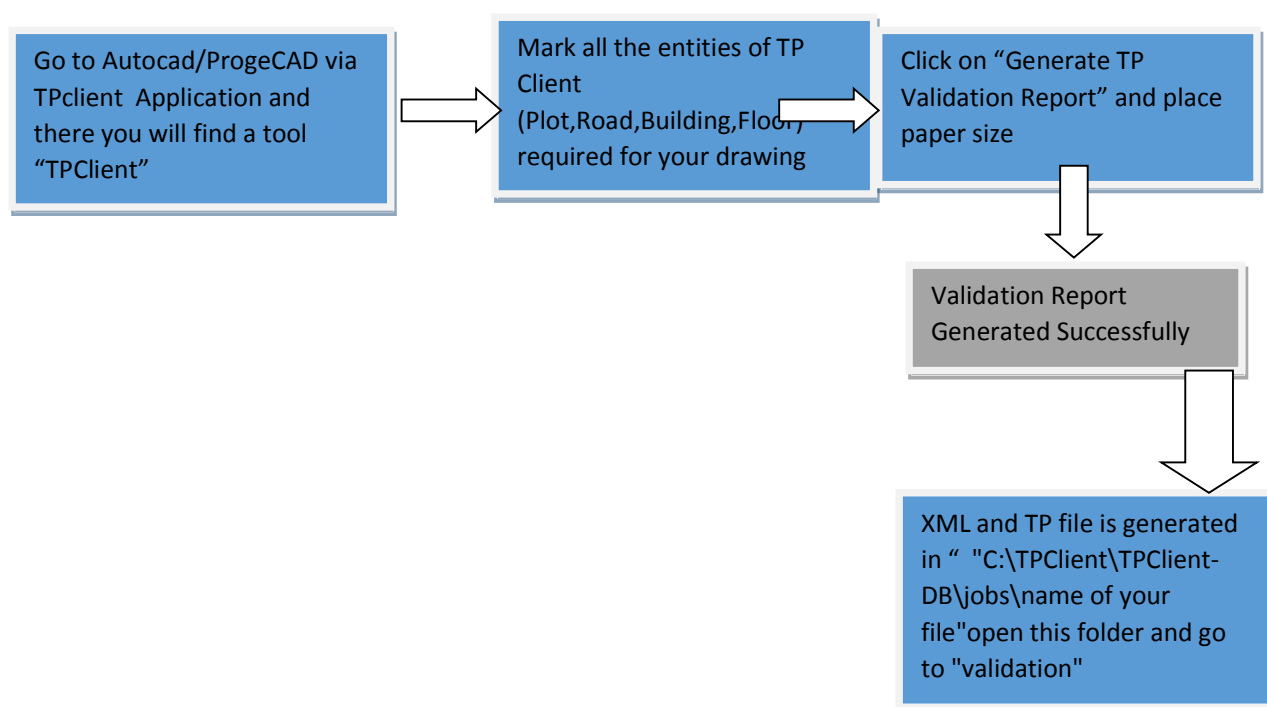 Go to Autocad/ProgeCAD via
TPclient  Application and
there you will find a tool
“TPClient”
Mark all the entities of TP
Client
(Plot,Road,Building,Floor)
required for your drawing
Click on “Generate TP
Validation Report” and place
paper size
Validation Report
Generated Successfully
XML and TP file is generated
in “  "C:\TPClient\TPClient-
DB\jobs\name of your
file"open this folder and go
to "validation"